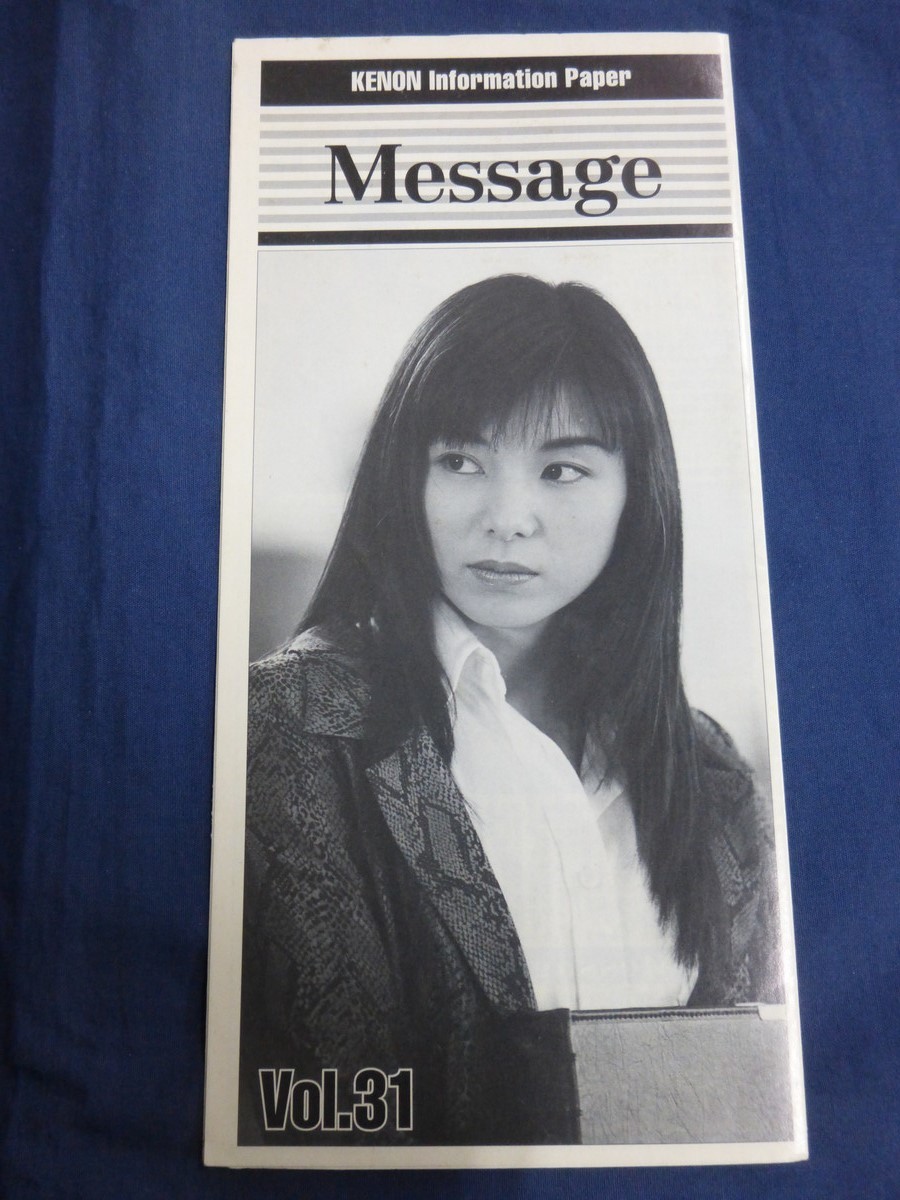 KENON Information Paper
Message
Vol.31